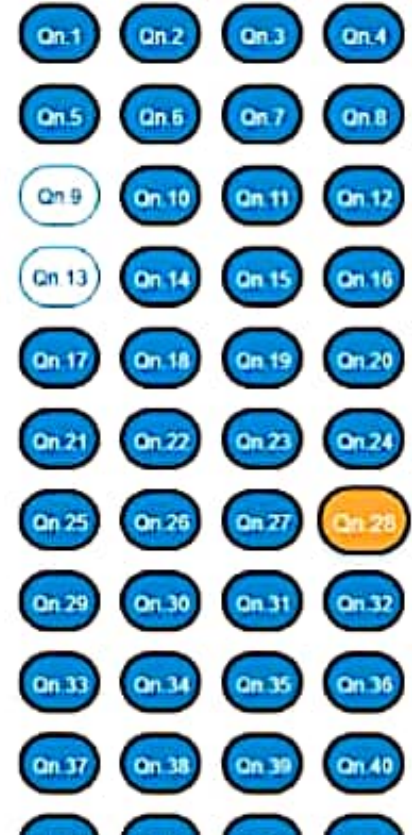 Qn.1 Qn.2 Qn.3 Qn.4
Qn.5 Qn.6 Qn.7 Qn.8
Qn.9 Qn.10 Qn.11 Qn.12
Qn.13 Qn.14 Qn.15 Qn.16
Qn.17 Qn.18 Qn.19 Qn.20
Qn.21 Qn.22 Qn.23 Qn.24
Qn.25 Qn.26 Qn.27 Qn.28
Qn.29 Qn.30 Qn.31 Qn.32
Qn.33 Qn.34 Qn.35 Qn.36
Qn.37 Qn.38 Qn.39 Qn.40